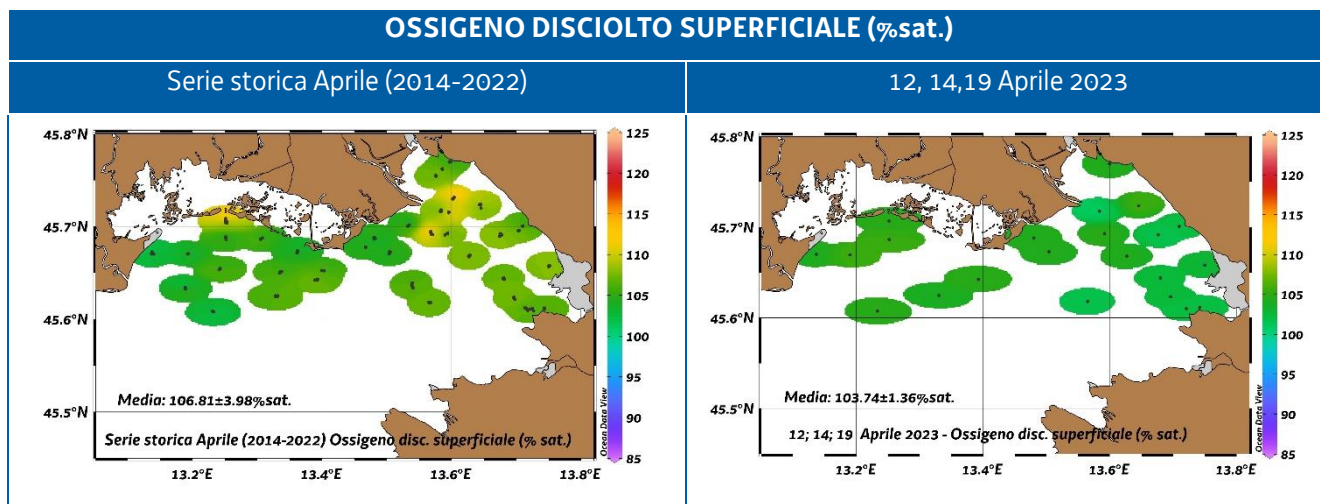 OSSIGENO DISCIOLTO SUPERFICIALE (%sat.)
Serie storica Aprile (2014-2022)
12, 14,19 Aprile 2023
45.8°N
45.7°N
45.6°N
45.5°N
13.2°E
13.4°E
13.6°E
13.8°E
125
120
115
110
105
100
95
90
85
Ocean Data View
Media: 106.81±3.98%sat.
Serie storica Aprile (2014-2022) Ossigeno disc. superficiale (% sat.)
45.8°N
45.7°N
45.6°N
45.5°N
13.2°E
13.4°E
13.6°E
13.8°E
125
120
115
110
105
100
95
90
85
Ocean Data View
Media: 103.74±1.36%sat.
12; 14; 19 Aprile 2023 - Ossigeno disc. superficiale (% sat.)